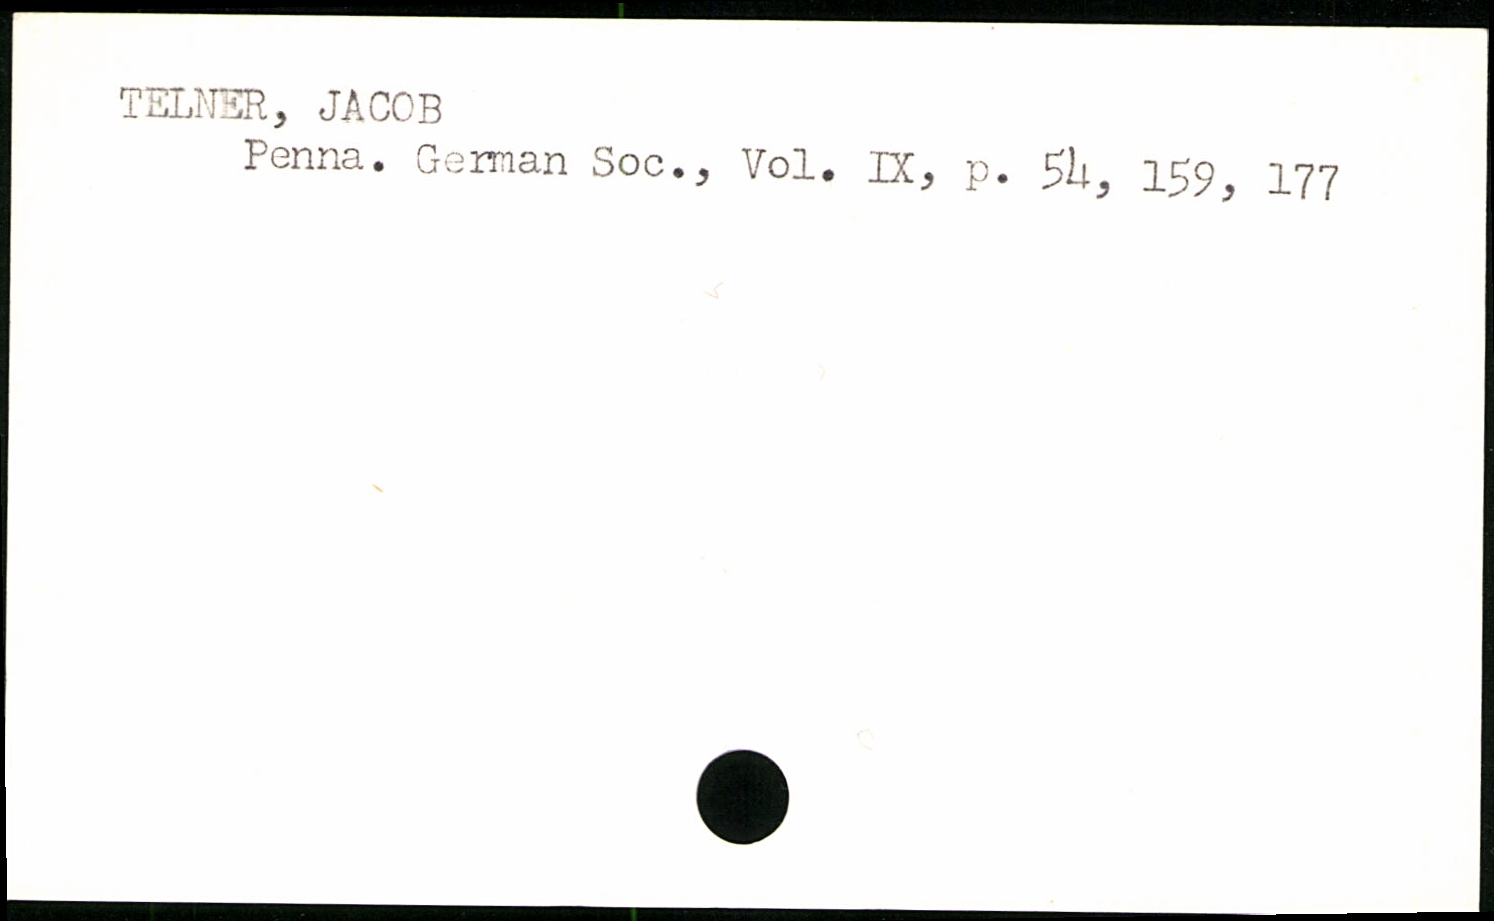 TELNER, JACOB
Penna. German Soc., Vol. IX, p. 54, 159, 177